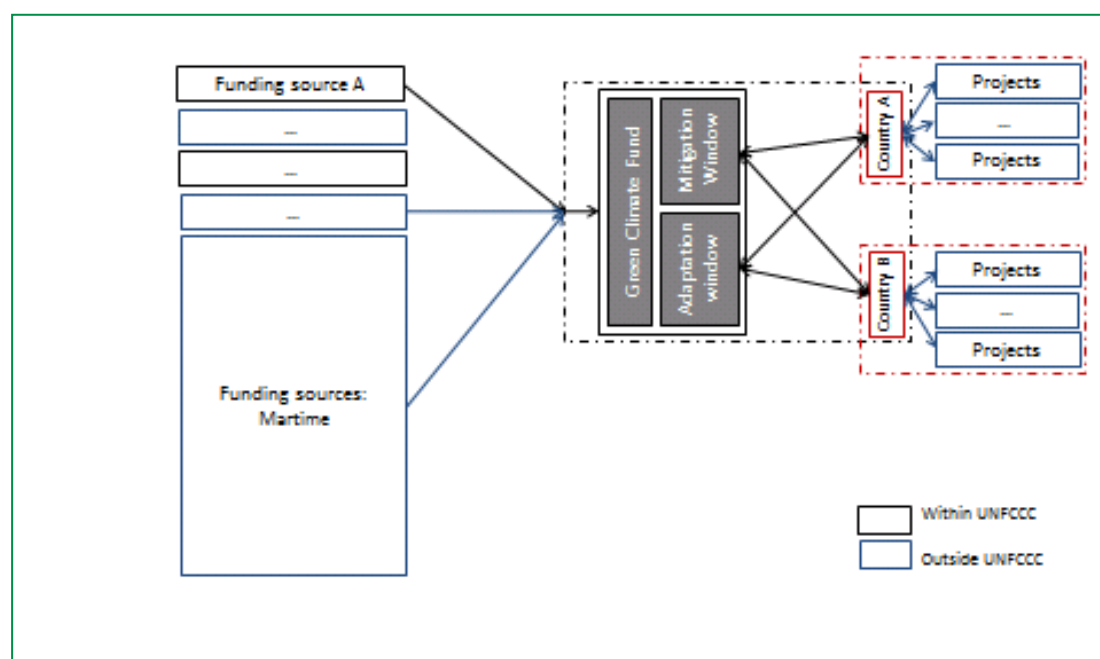 Funding source A
...
...
...
Funding sources:
Martime
Green Climate Fund
Mitigation
Window
Adaptation
window
Country A
Projects
...
Projects
Country B
Projects
...
Projects
Within UNFCCC
Outside UNFCCC